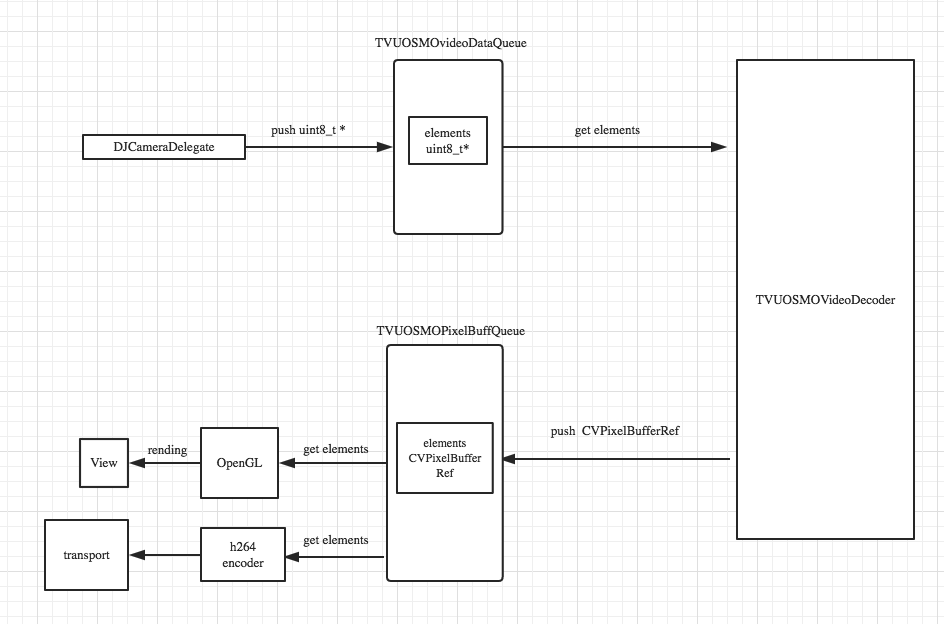 TVUOSMOvideoDataQueue
push uint8_t *
get elements
elements
uint8_t*
DJCameraDelegate
TVUOSMOVideoDecoder
TVUOSMOPixelBuffQueue
push CVPixelBufferRef
elements
CVPixelBuffer
Ref
get elements
rending
View
OpenGL
get elements
h264
encoder
transport